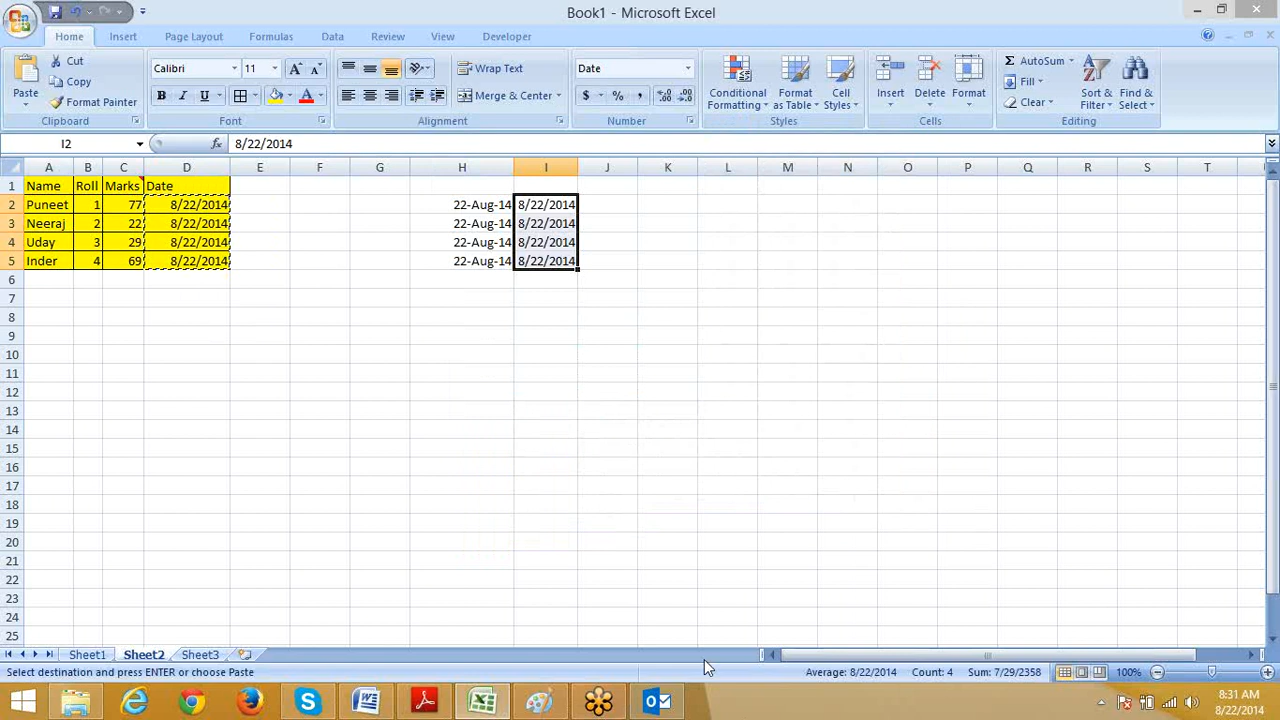 Book1 - Microsoft Excel
Home Insert Page Layout Formulas Data Review View Developer
Paste
Cut
Copy
Format Painter
Clipboard
Calibri 11
B I U
Font
Wrap Text
Merge & Center
Alignment
Date
$ % ,
Number
Conditional Formatting
Format as Table
Cell Styles
Styles
Insert Delete Format
Cells
AutoSum
Fill
Clear
Sort & Filter
Find & Select
Editing
I2 fx 8/22/2014
A B C D E F G H I J K L M N O P Q R S T
1 Name Roll Marks Date
2 Puneet 1 77 8/22/2014 22-Aug-14 8/22/2014
3 Neeraj 2 22 8/22/2014 22-Aug-14 8/22/2014
4 Uday 3 29 8/22/2014 22-Aug-14 8/22/2014
5 Inder 4 69 8/22/2014 22-Aug-14 8/22/2014
6
7
8
9
10
11
12
13
14
15
16
17
18
19
20
21
22
23
24
25
Sheet1 Sheet2 Sheet3
Select destination and press ENTER or choose Paste Average: 8/22/2014 Count: 4 Sum: 7/29/2358 100%
8:31 AM
8/22/2014